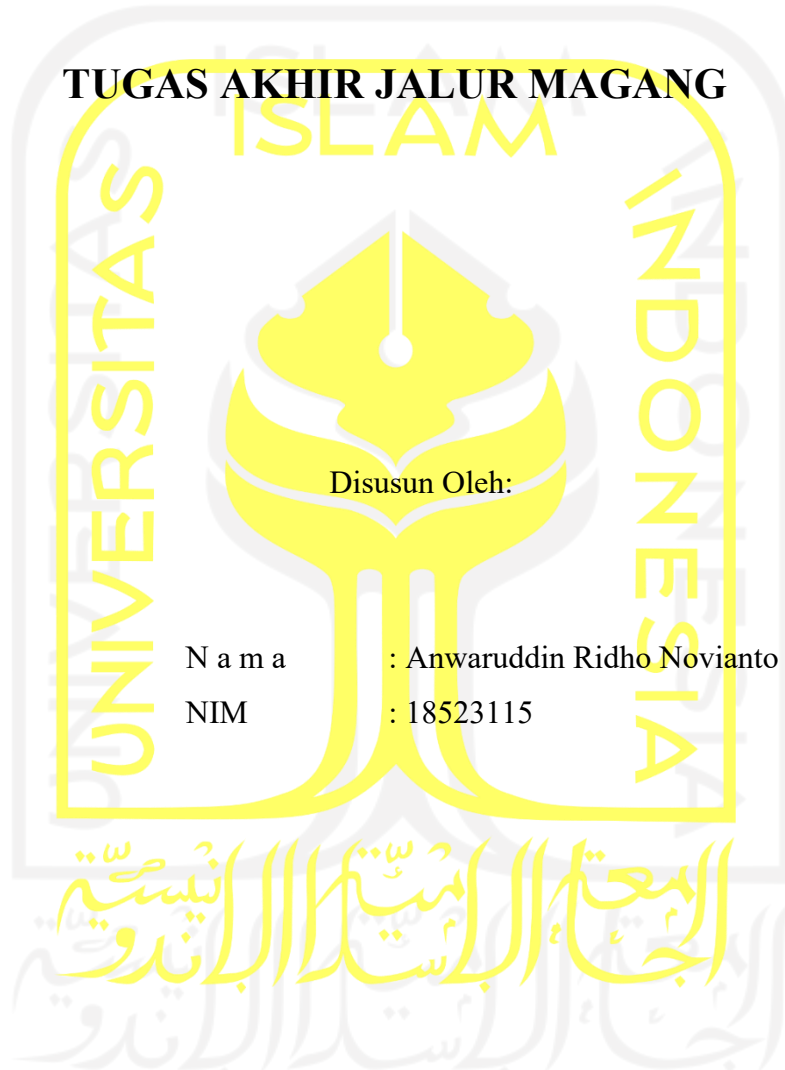 TUGAS AKHIR JALUR MAGANG
ISLAM
UNIVERSITAS
INDONESIA
Disusun Oleh:
N a m a : Anwaruddin Ridho Novianto
NIM : 18523115
الجامعة الإسلامية الإندونيسية